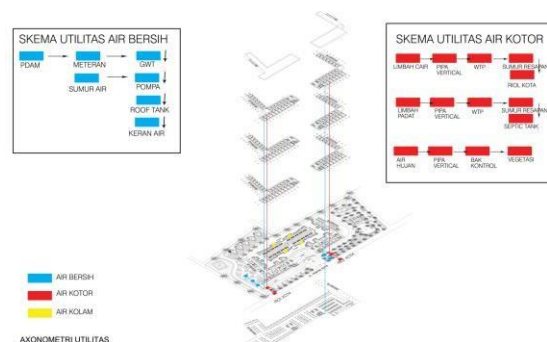 SKEMA UTILITAS AIR BERSIH
PDAM
METERAN
GWT
SUMUR AIR
POMPA
ROOF TANK
KERAN AIR
SKEMA UTILITAS AIR KOTOR
LIMBAH CAIR
PIPA
VERTICAL
WTP
SUMUR RESAPAN
RIOL KOTA
LIMBAH
PADAT
PIPA
VERTICAL
WTP
SUMUR RESAPAN
SEPTIC TANK
AIR
HUJAN
PIPA
VERTICAL
BAK
KONTROL
VEGETASI
AIR BERSIH
AIR KOTOR
AIR KOLAM
AXONOMETRI UTILITAS